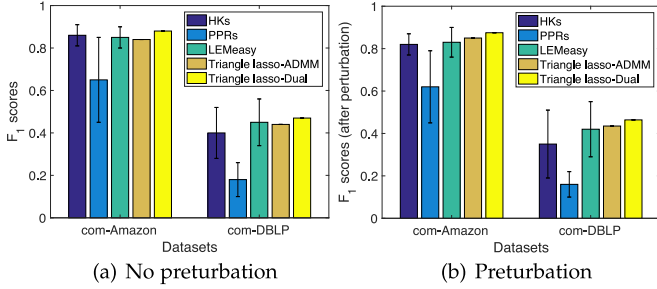 F1 scores
1
0.8
0.6
0.4
0.2
0
HKs
PPRs
LEMeasy
Triangle lasso-ADMM
Triangle lasso-Dual
com-Amazon
com-DBLP
Datasets
(a) No preturbation
F1 scores (after perturbation)
1
0.8
0.6
0.4
0.2
0
HKs
PPRs
LEMeasy
Triangle lasso-ADMM
Triangle lasso-Dual
com-Amazon
com-DBLP
Datasets
(b) Preturbation